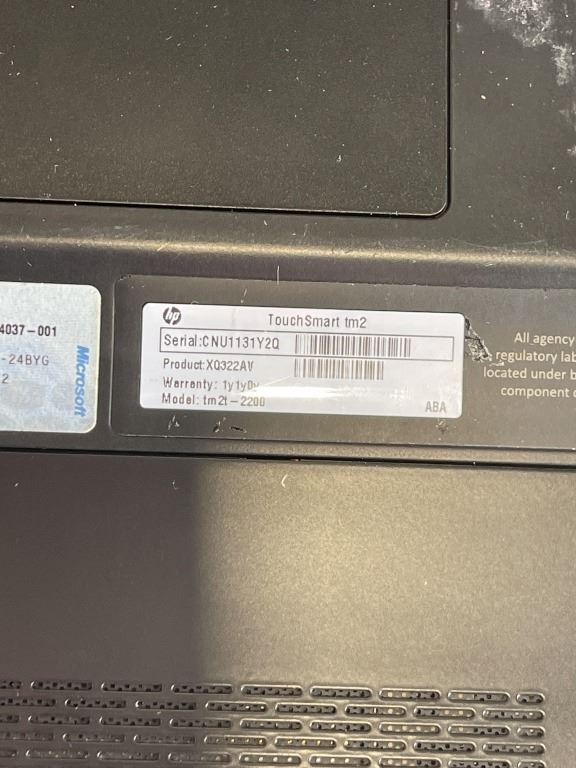 4037-001
-24BYG
2
Microsoft
hp
TouchSmart tm2
Serial:CNU1131Y2Q
Product:XQ322AV
Warranty: 1y1y0y
Model: tm2t-2200
ABA
All agency
regulatory lab
located under b
component d